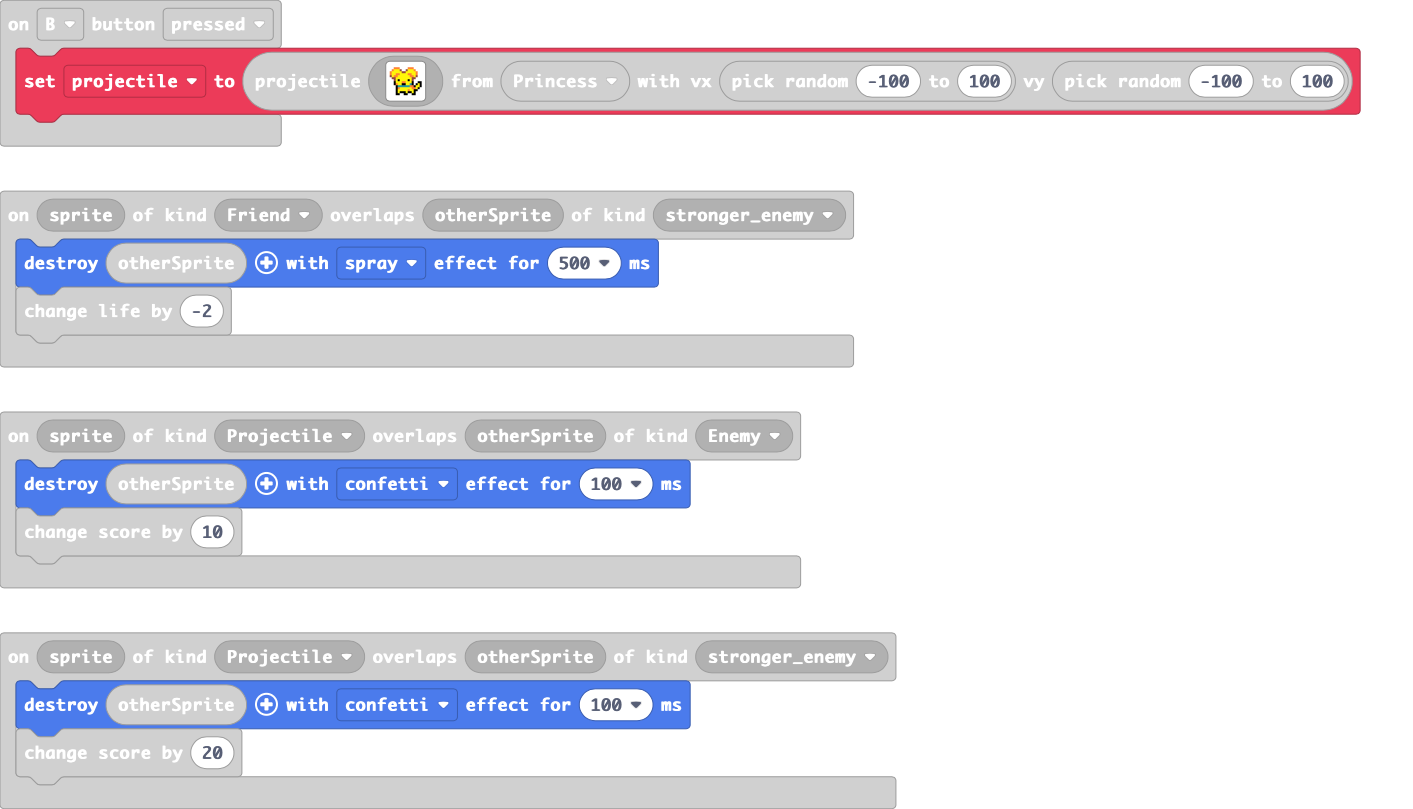 on B button pressed
set projectile to projectile from Princess with vx pick random -100 to 100 vy pick random -100 to 100
on sprite of kind Friend overlaps otherSprite of kind stronger_enemy
destroy otherSprite with spray effect for 500 ms
change life by -2
on sprite of kind Projectile overlaps otherSprite of kind Enemy
destroy otherSprite with confetti effect for 100 ms
change score by 10
on sprite of kind Projectile overlaps otherSprite of kind stronger_enemy
destroy otherSprite with confetti effect for 100 ms
change score by 20